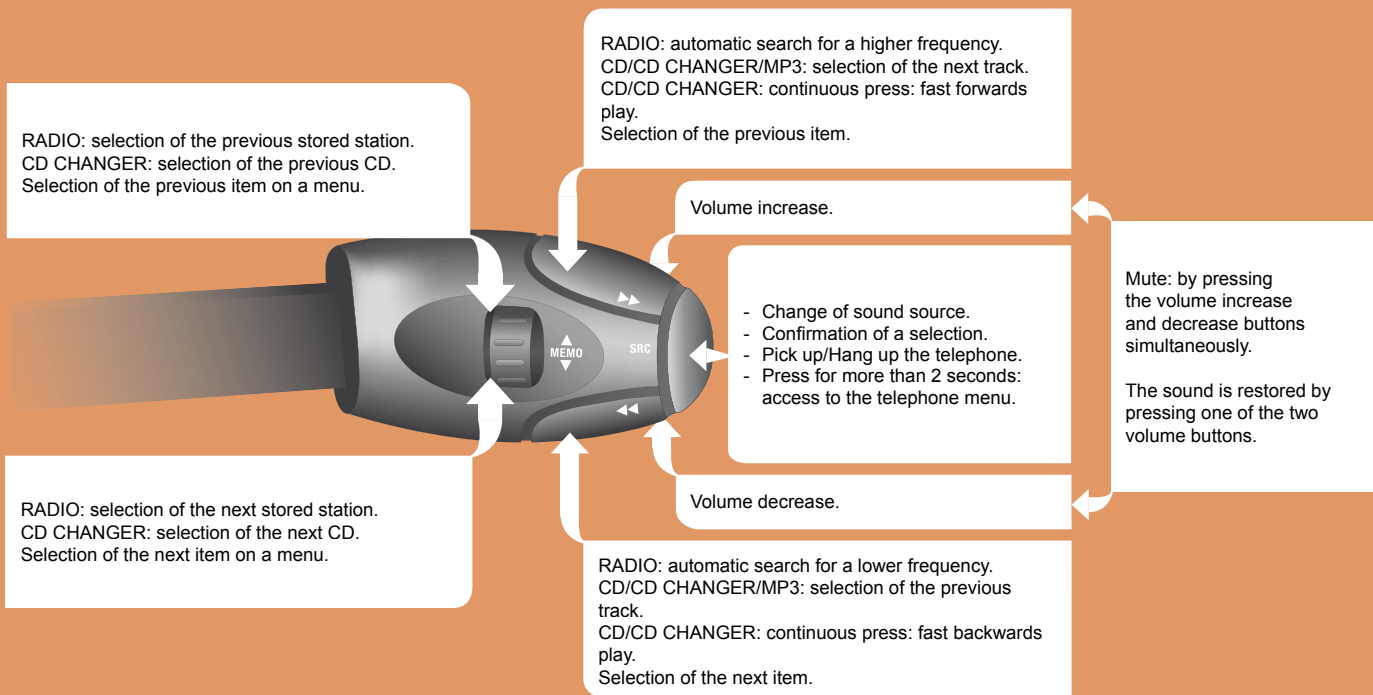 RADIO: automatic search for a higher frequency.
CD/CD CHANGER/MP3: selection of the next track.
CD/CD CHANGER: continuous press: fast forwards
play.
Selection of the previous item.
RADIO: selection of the previous stored station.
CD CHANGER: selection of the previous CD.
Selection of the previous item on a menu.
Volume increase.
- Change of sound source.
- Confirmation of a selection.
- Pick up/Hang up the telephone.
- Press for more than 2 seconds:
access to the telephone menu.
Mute: by pressing
the volume increase
and decrease buttons
simultaneously.
The sound is restored by
pressing one of the two
volume buttons.
MEMO
SRC
RADIO: selection of the next stored station.
CD CHANGER: selection of the next CD.
Selection of the next item on a menu.
Volume decrease.
RADIO: automatic search for a lower frequency.
CD/CD CHANGER/MP3: selection of the previous
track.
CD/CD CHANGER: continuous press: fast backwards
play.
Selection of the next item.